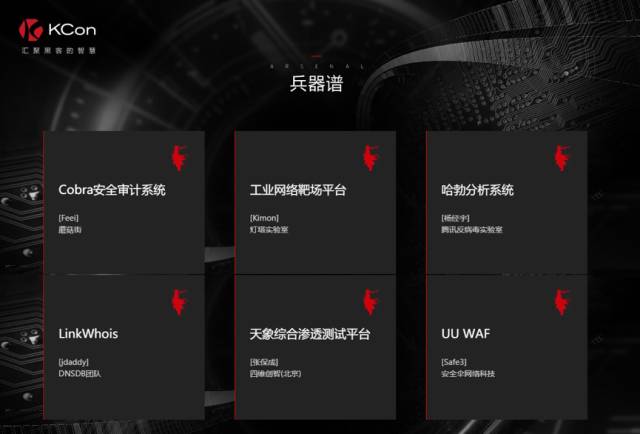 KCon
汇聚黑客的智慧
ARSENAL
兵器谱
Cobra安全审计系统
[Feei]
蘑菇街
工业网络靶场平台
[Kimon]
灯塔实验室
哈勃分析系统
[杨经宇]
腾讯反病毒实验室
LinkWhois
[jdaddy]
DNSDB团队
天象综合渗透测试平台
[张保成]
四维创智(北京)
UU WAF
[Safe3]
安全伞网络科技